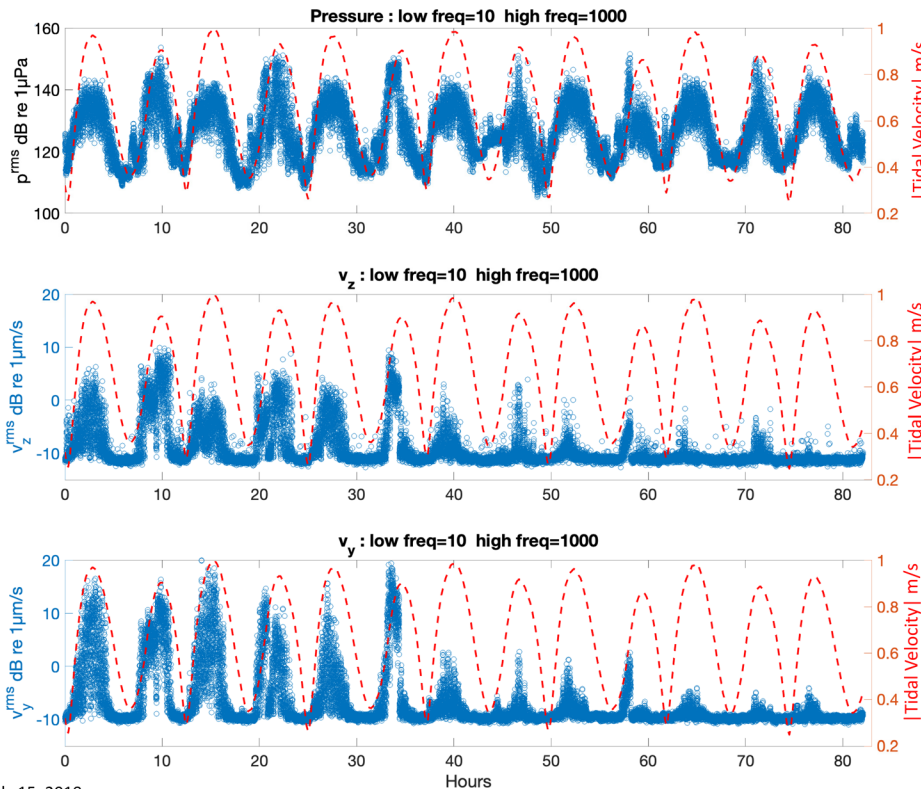 Pressure : low freq=10 high freq=1000
160
140
120
100
p^rms dB re 1μPa
1
0.8
0.6
0.4
0.2
|Tidal Velocity| m/s
0 10 20 30 40 50 60 70 80
v_z : low freq=10 high freq=1000
20
10
0
-10
v_z^rms dB re 1μm/s
1
0.8
0.6
0.4
0.2
|Tidal Velocity| m/s
0 10 20 30 40 50 60 70 80
v_y : low freq=10 high freq=1000
20
10
0
-10
v_y^rms dB re 1μm/s
1
0.8
0.6
0.4
0.2
|Tidal Velocity| m/s
0 10 20 30 40 50 60 70 80
Hours